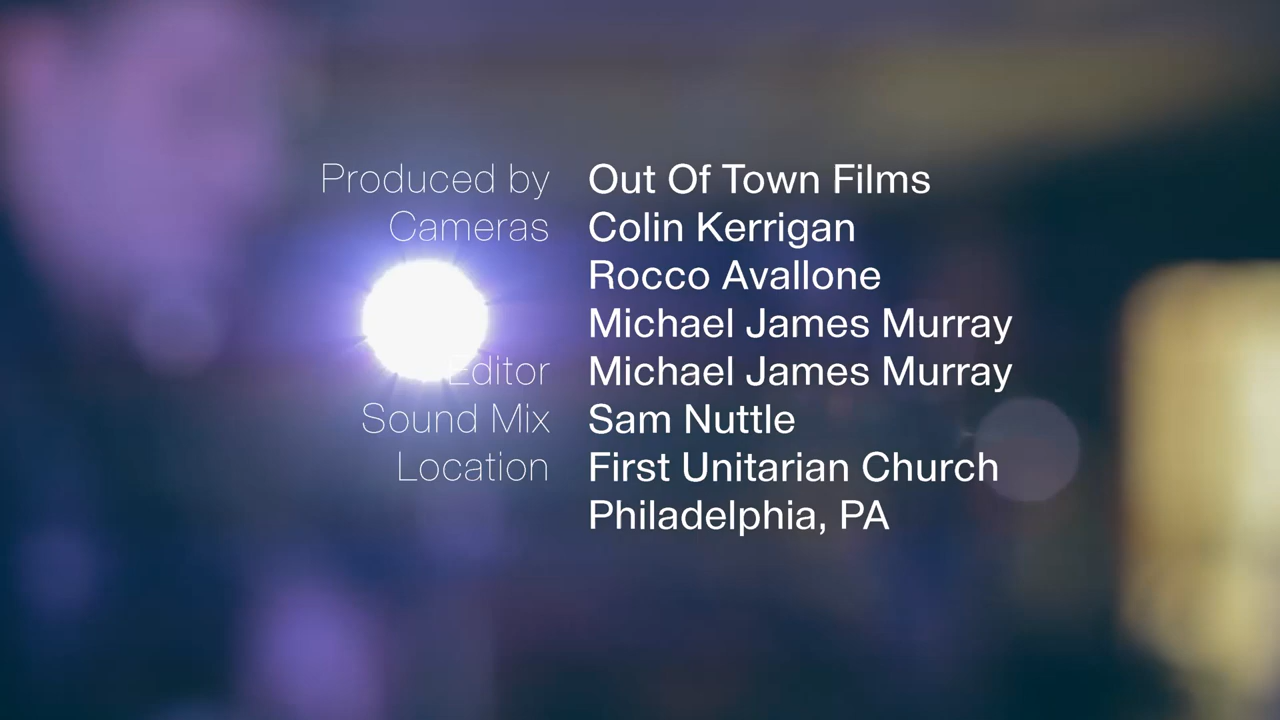 Produced by Out Of Town Films
Cameras Colin Kerrigan
Rocco Avallone
Michael James Murray
Editor Michael James Murray
Sound Mix Sam Nuttle
Location First Unitarian Church
Philadelphia, PA